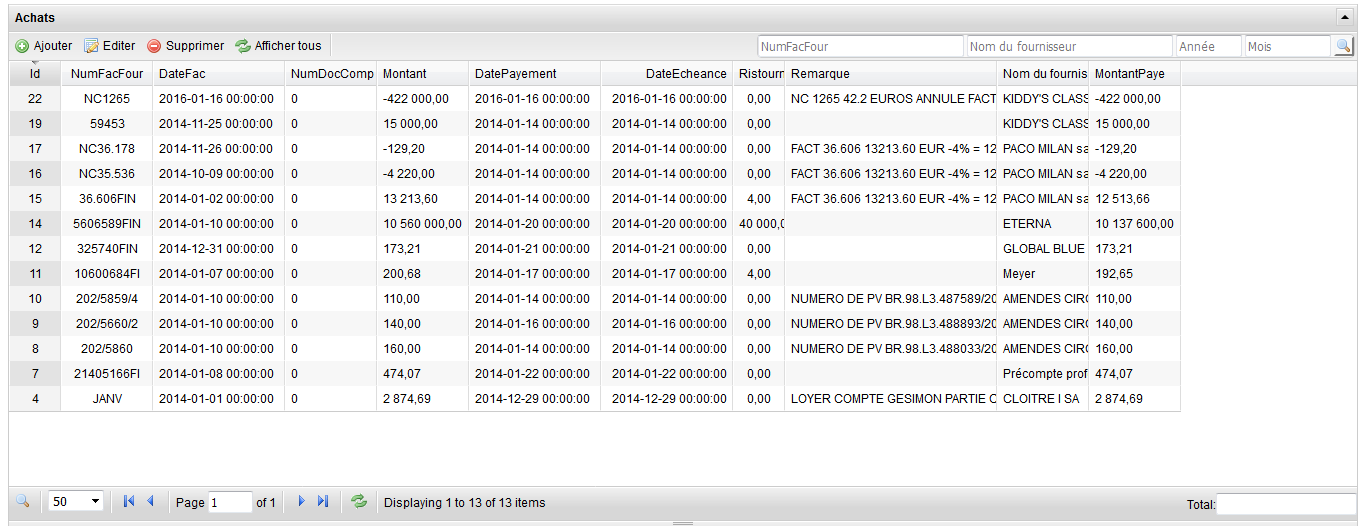 Achats
Ajouter Editer Supprimer Afficher tous NumFacFour Nom du fournisseur Année Mois
Id NumFacFour DateFac NumDocComp Montant DatePayement DateEcheance Ristourn Remarque Nom du fournis MontantPaye
22 NC1265 2016-01-16 00:00:00 0 -422 000,00 2016-01-16 00:00:00 2016-01-16 00:00:00 0,00 NC 1265 42.2 EUROS ANNULE FACT KIDDY'S CLASS -422 000,00
19 59453 2014-11-25 00:00:00 0 15 000,00 2014-01-14 00:00:00 2014-01-14 00:00:00 0,00 KIDDY'S CLASS 15 000,00
17 NC36.178 2014-11-26 00:00:00 0 -129,20 2014-01-14 00:00:00 2014-01-14 00:00:00 0,00 FACT 36.606 13213.60 EUR -4% = 12 PACO MILAN sa -129,20
16 NC35.536 2014-10-09 00:00:00 0 -4 220,00 2014-01-14 00:00:00 2014-01-14 00:00:00 0,00 FACT 36.606 13213.60 EUR -4% = 12 PACO MILAN sa -4 220,00
15 36.606FIN 2014-01-02 00:00:00 0 13 213,60 2014-01-14 00:00:00 2014-01-14 00:00:00 4,00 FACT 36.606 13213.60 EUR -4% = 12 PACO MILAN sa 12 513,66
14 5606589FIN 2014-01-10 00:00:00 0 10 560 000,00 2014-01-20 00:00:00 2014-01-20 00:00:00 40 000,0 ETERNA 10 137 600,00
12 325740FIN 2014-12-31 00:00:00 0 173,21 2014-01-21 00:00:00 2014-01-21 00:00:00 0,00 GLOBAL BLUE 173,21
11 10600684FI 2014-01-07 00:00:00 0 200,68 2014-01-17 00:00:00 2014-01-17 00:00:00 4,00 Meyer 192,65
10 202/5859/4 2014-01-10 00:00:00 0 110,00 2014-01-14 00:00:00 2014-01-14 00:00:00 0,00 NUMERO DE PV BR.98.L3.487589/20 AMENDES CIRC 110,00
9 202/5660/2 2014-01-10 00:00:00 0 140,00 2014-01-16 00:00:00 2014-01-16 00:00:00 0,00 NUMERO DE PV BR.98.L3.488893/20 AMENDES CIRC 140,00
8 202/5860 2014-01-10 00:00:00 0 160,00 2014-01-14 00:00:00 2014-01-14 00:00:00 0,00 NUMERO DE PV BR.98.L3.488033/20 AMENDES CIRC 160,00
7 21405166FI 2014-01-08 00:00:00 0 474,07 2014-01-22 00:00:00 2014-01-22 00:00:00 0,00 Précompte prof 474,07
4 JANV 2014-01-01 00:00:00 0 2 874,69 2014-12-29 00:00:00 2014-12-29 00:00:00 0,00 LOYER COMPTE GESIMON PARTIE C CLOITRE I SA 2 874,69
50 Page 1 of 1 Displaying 1 to 13 of 13 items Total: